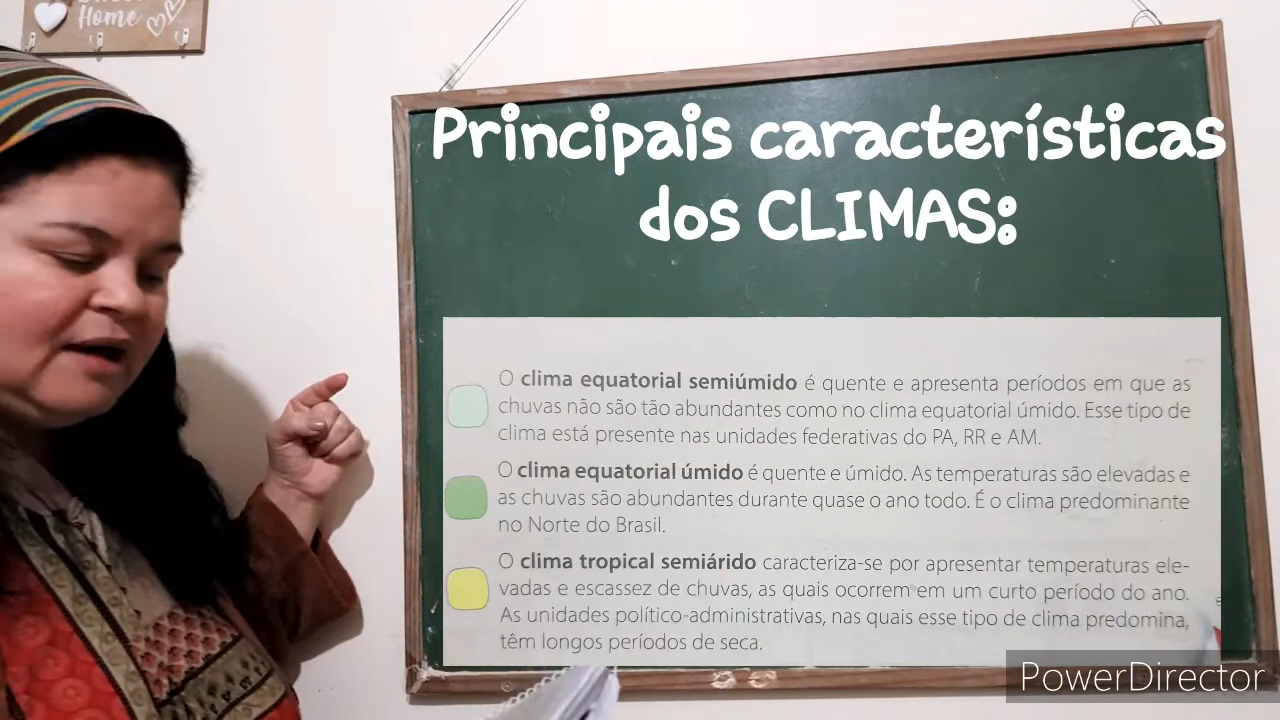 Home
Principais características
dos CLIMAS:
O clima equatorial semiúmido é quente e apresenta períodos em que as
chuvas não são tão abundantes como no clima equatorial úmido. Esse tipo de
clima está presente nas unidades federativas do PA, RR e AM.
O clima equatorial úmido é quente e úmido. As temperaturas são elevadas e
as chuvas são abundantes durante quase o ano todo. É o clima predominante
no Norte do Brasil.
O clima tropical semiárido caracteriza-se por apresentar temperaturas ele-
vadas e escassez de chuvas, as quais ocorrem em um curto período do ano.
As unidades político-administrativas, nas quais esse tipo de clima predomina,
têm longos períodos de seca.
PowerDirector